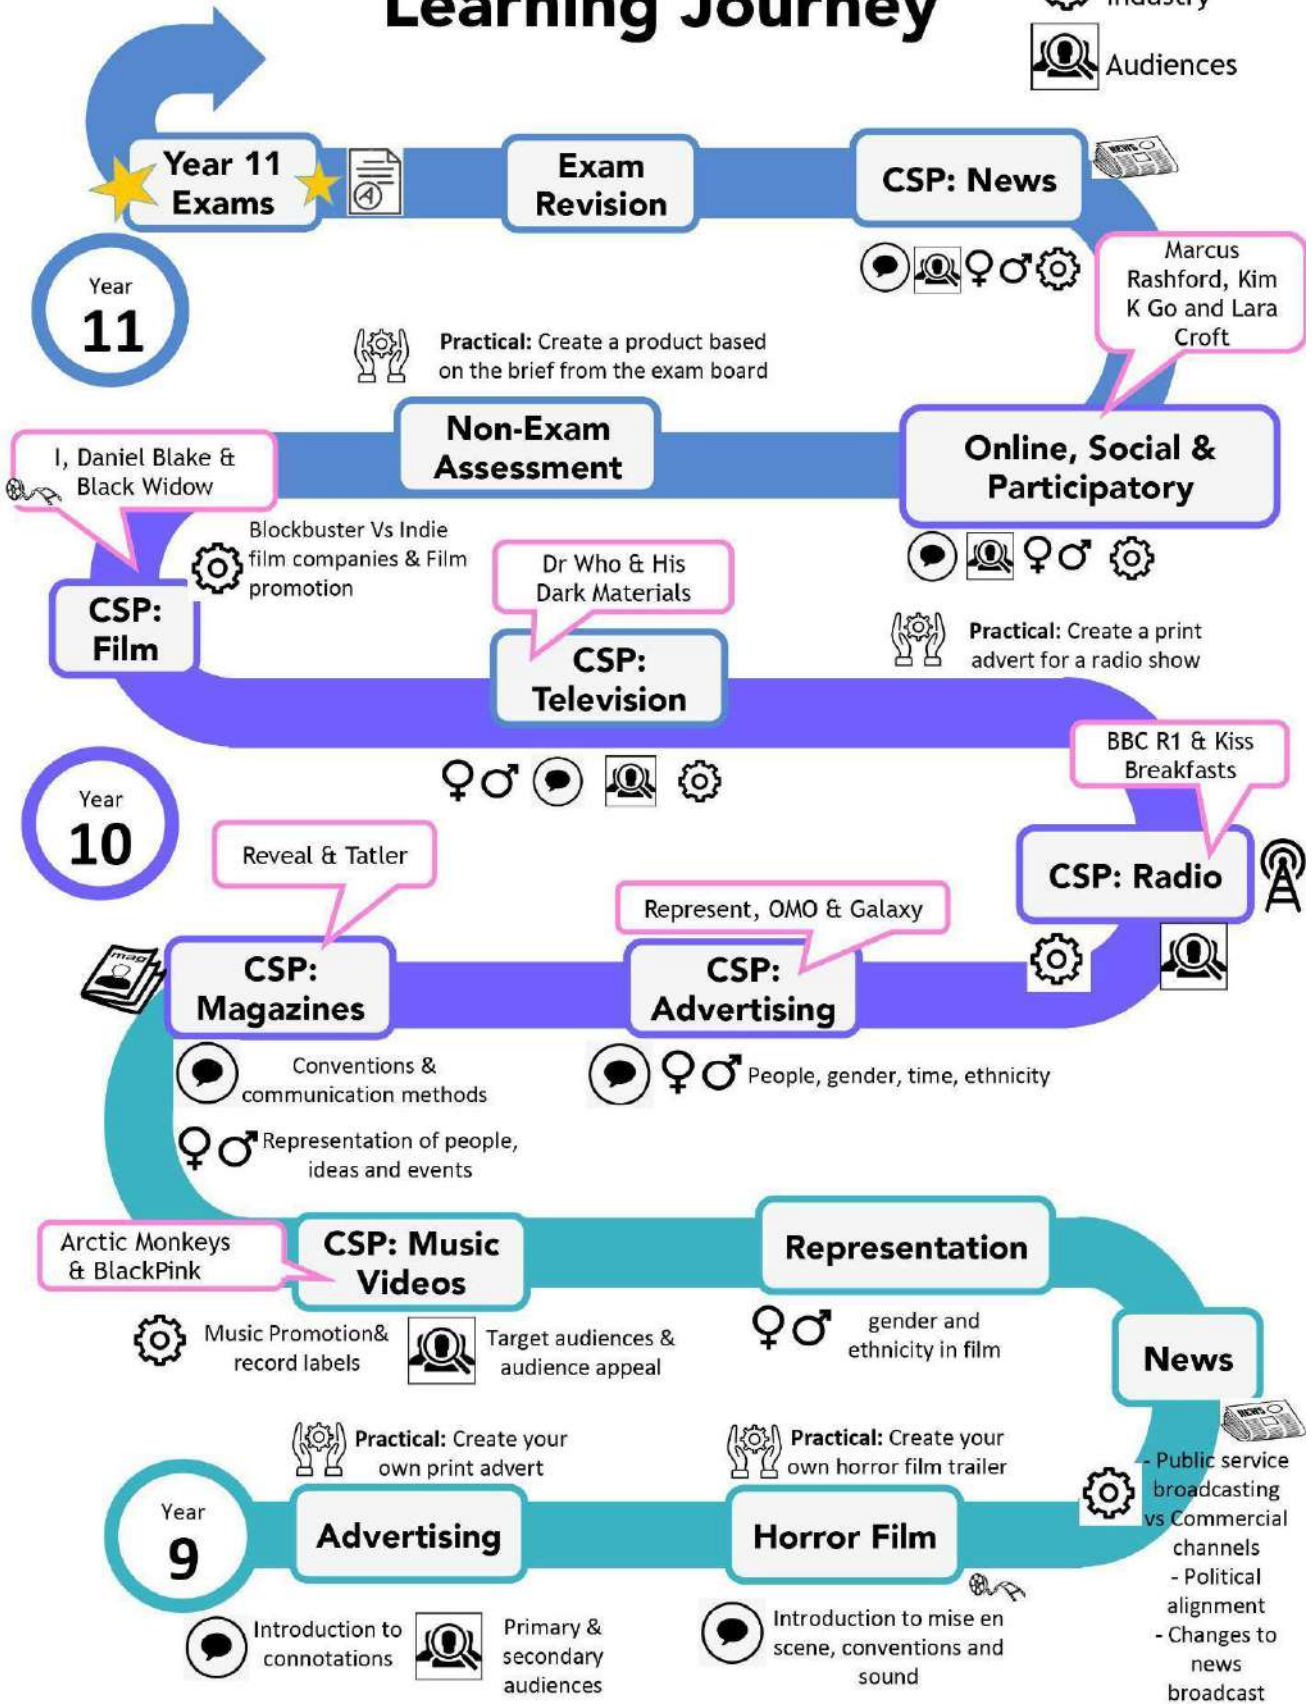 Learning Journey
Industry
Audiences
Year 11
Exams
Exam
Revision
CSP: News
NEWS
Year
11
Marcus
Rashford, Kim
K Go and Lara
Croft
Practical: Create a product based
on the brief from the exam board
Non-Exam
Assessment
Online, Social &
Participatory
I, Daniel Blake &
Black Widow
Blockbuster Vs Indie
film companies & Film
promotion
CSP:
Film
Dr Who & His
Dark Materials
CSP:
Television
Practical: Create a print
advert for a radio show
BBC R1 & Kiss
Breakfasts
Year
10
Reveal & Tatler
CSP: Radio
Represent, OMO & Galaxy
mag
CSP:
Magazines
CSP:
Advertising
Conventions &
communication methods
People, gender, time, ethnicity
Representation of people,
ideas and events
Arctic Monkeys
& BlackPink
CSP: Music
Videos
Representation
Music Promotion&
record labels
Target audiences &
audience appeal
gender and
ethnicity in film
News
NEWS
Practical: Create your
own print advert
Practical: Create your
own horror film trailer
- Public service
broadcasting
vs Commercial
channels
- Political
alignment
- Changes to
news
broadcast
Year
9
Advertising
Horror Film
Introduction to
connotations
Primary &
secondary
audiences
Introduction to mise en
scene, conventions and
sound